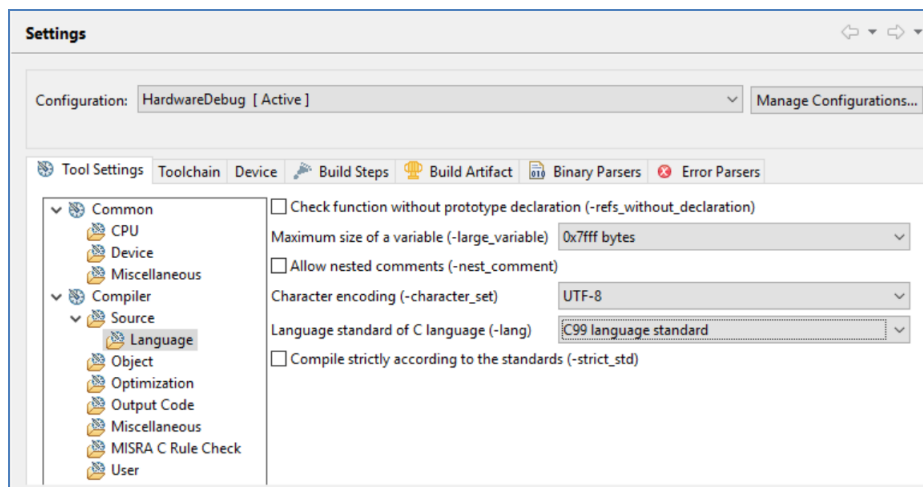 Settings
Configuration: HardwareDebug [ Active ] Manage Configurations...
Tool Settings Toolchain Device Build Steps Build Artifact Binary Parsers Error Parsers
Common
CPU
Device
Miscellaneous
Compiler
Source
Language
Object
Optimization
Output Code
Miscellaneous
MISRA C Rule Check
User
Check function without prototype declaration (-refs_without_declaration)
Maximum size of a variable (-large_variable) 0x7fff bytes
Allow nested comments (-nest_comment)
Character encoding (-character_set) UTF-8
Language standard of C language (-lang) C99 language standard
Compile strictly according to the standards (-strict_std)